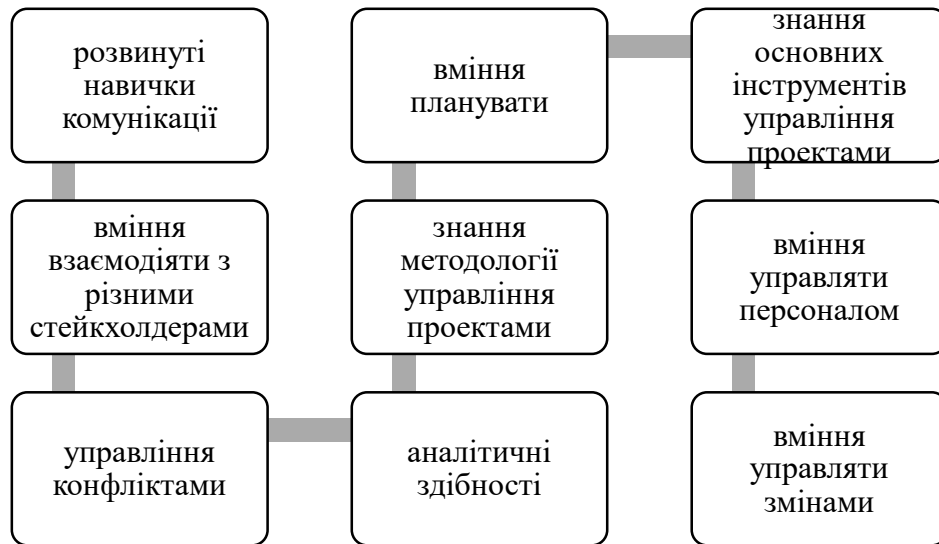 розвинуті
навички
комунікації
вміння
взаємодіяти з
різними
стейкхолдерами
управління
конфліктами
аналітичні
здібності
знання
методології
управління
проектами
вміння
планувати
знання
основних
інструментів
управління
проектами
вміння
управляти
персоналом
вміння
управляти
змінами